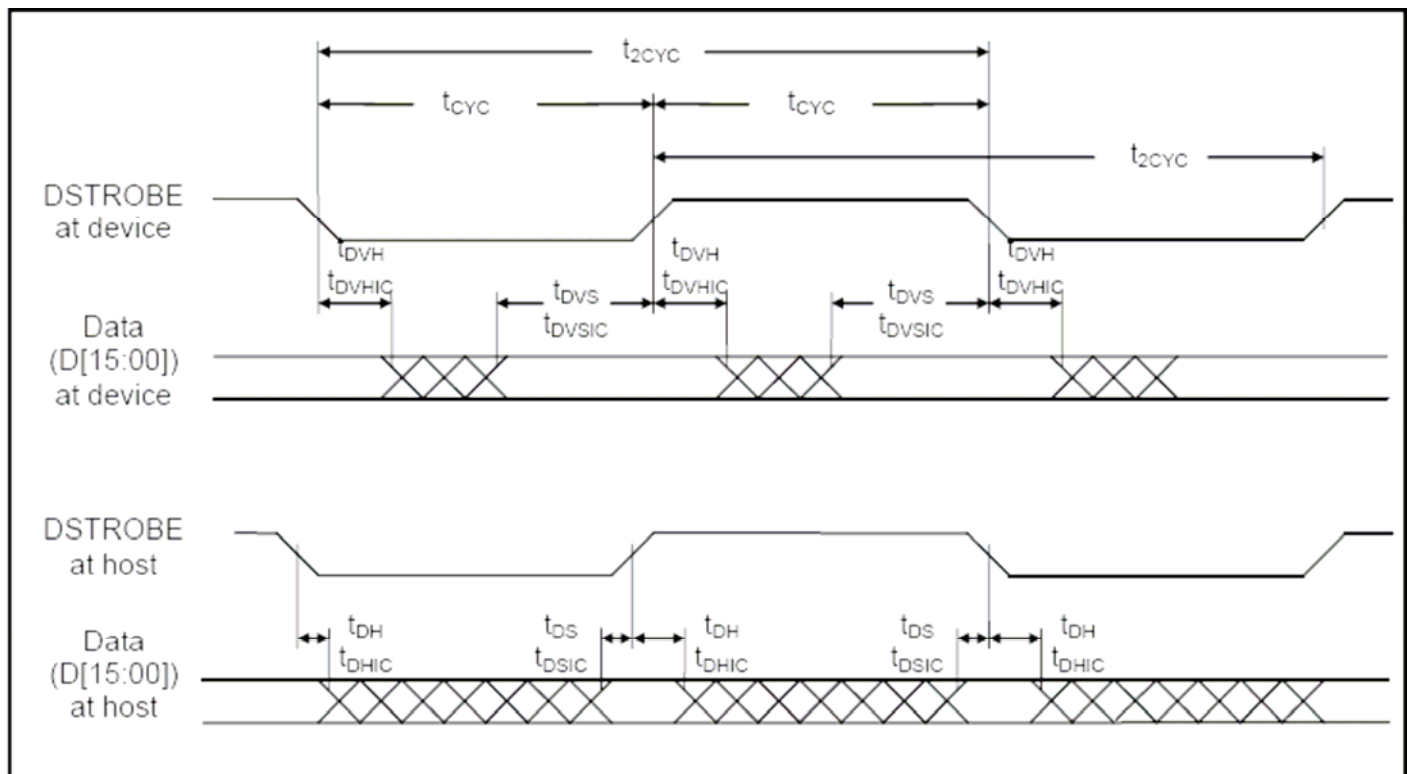 t2CYC
tCYC tCYC
t2CYC
DSTROBE
at device
tDVH tDVH tDVH
tDVHIC tDVS tDVHIC tDVS tDVHIC
tDVSIC tDVSIC
Data
(D[15:00])
at device
DSTROBE
at host
tDH tDS tDH tDS tDH
tDHIC tDSIC tDHIC tDSIC tDHIC
Data
(D[15:00])
at host